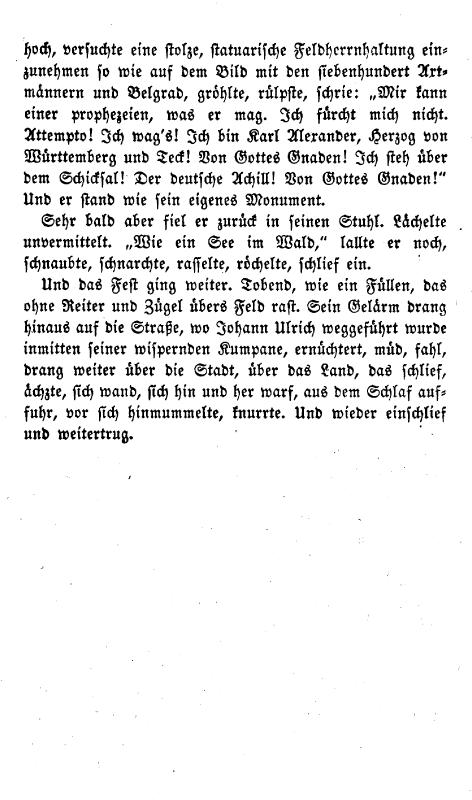 hoch, versuchte eine stolze, statuarische Feldherrnhaltung ein-
zunehmen so wie auf dem Bild mit den siebenhundert Axt-
männern und Belgrad, gröhlte, rülpste, schrie: „Mir kann
einer prophezeien, was er mag. Ich fürcht mich nicht.
Attempto! Ich wag's! Ich bin Karl Alexander, Herzog von
Württemberg und Teck! Von Gottes Gnaden! Ich steh über
dem Schicksal! Der deutsche Achill! Von Gottes Gnaden!“
Und er stand wie sein eigenes Monument.
Sehr bald aber fiel er zurück in seinen Stuhl. Lächelte
unvermittelt. „Wie ein See im Wald,“ lallte er noch,
schnaubte, schnarchte, rasselte, röchelte, schlief ein.
Und das Fest ging weiter. Tobend, wie ein Füllen, das
ohne Reiter und Zügel übers Feld rast. Sein Gelärm drang
hinaus auf die Straße, wo Johann Ulrich weggeführt wurde
inmitten seiner wispernden Kumpane, ernüchtert, müd, fahl,
drang weiter über die Stadt, über das Land, das schlief,
ächzte, sich wand, sich hin und her warf, aus dem Schlaf auf-
fuhr, vor sich hinmummelte, knurrte. Und wieder einschlief
und weitertrug.